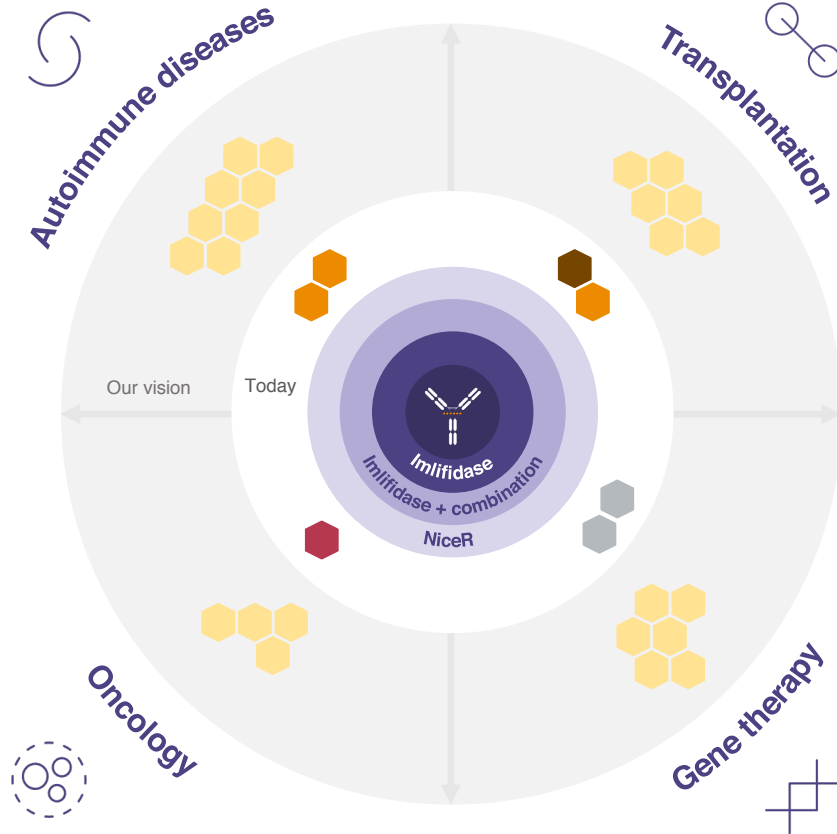 Autoimmune diseases
Transplantation
Our vision
Today
Imlifidase
Imlifidase + combination
NiceR
Oncology
Gene therapy